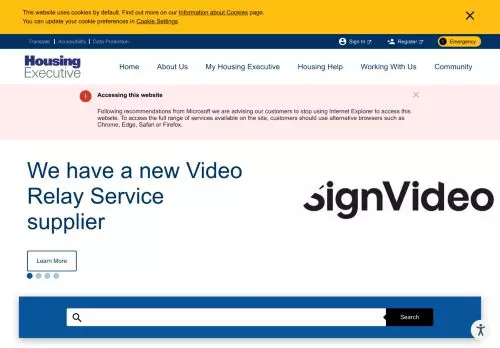 This website uses cookies by default. Find out more on our Information about Cookies page.
You can update your cookie preferences in Cookie Settings
Translate | Accessibility | Data Protection
Sign In
Register
Emergency
Housing
Executive
Home
About Us
My Housing Executive
Housing Help
Working With Us
Community
Accessing this website
Following recommendations from Microsoft we are advising our customers to stop using Internet Explorer to access this
website. To access the full range of services available on the site, customers should use alternative browsers such as
Chrome, Edge, Safari or Firefox.
We have a new Video
Relay Service
supplier
SignVideo
Learn More
Search